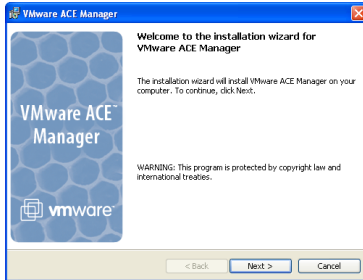 VMware ACE Manager
Welcome to the installation wizard for
VMware ACE Manager
The installation wizard will install VMware ACE Manager on your
computer. To continue, click Next.
VMware ACE™
Manager
WARNING: This program is protected by copyright law and
international treaties.
vmware™
< Back
Next >
Cancel